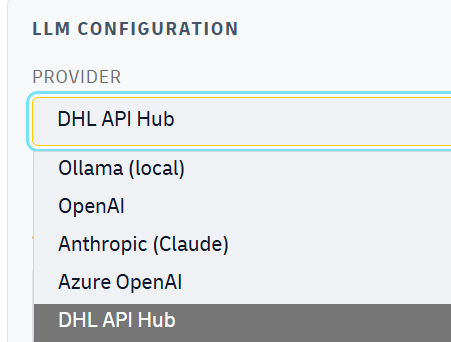 LLM CONFIGURATION
PROVIDER
DHL API Hub
Ollama (local)
OpenAI
Anthropic (Claude)
Azure OpenAI
DHL API Hub